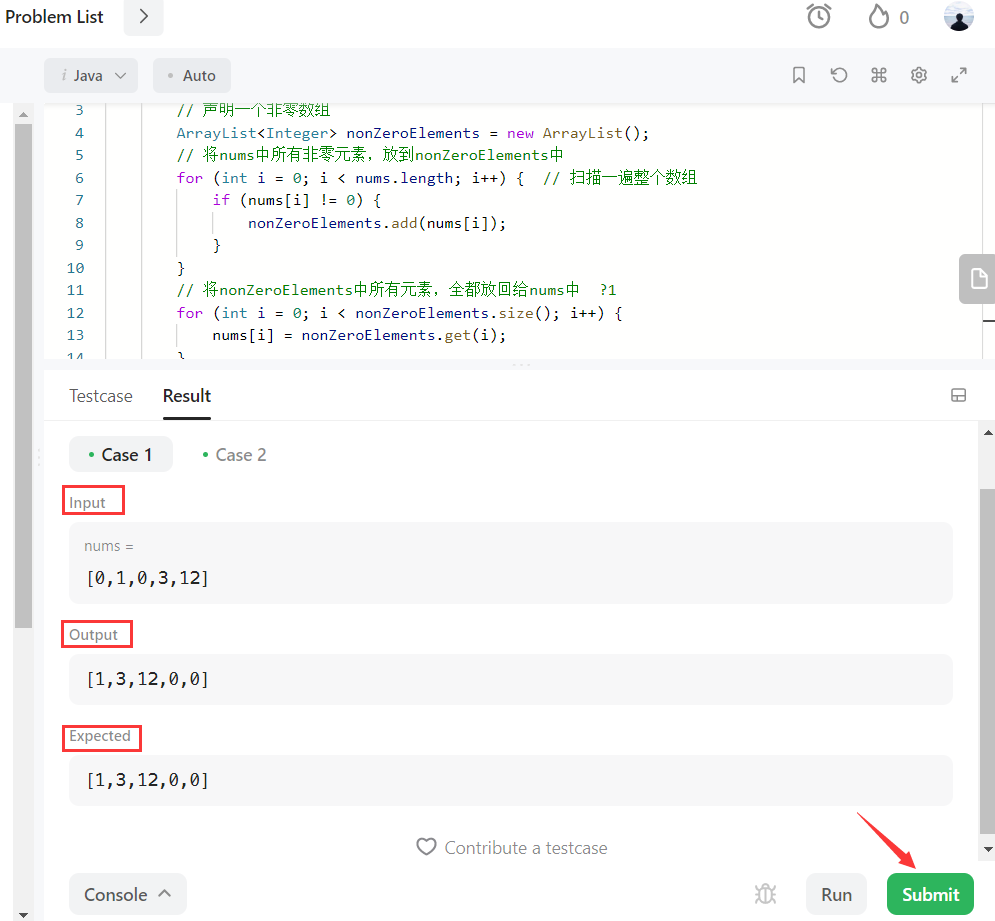 Problem List
0
i Java
Auto
3 // 声明一个非零数组
4 ArrayList<Integer> nonZeroElements = new ArrayList();
5 // 将nums中所有非零元素，放到nonZeroElements中
6 for (int i = 0; i < nums.length; i++) { // 扫描一遍整个数组
7 if (nums[i] != 0) {
8 nonZeroElements.add(nums[i]);
9 }
10 }
11 // 将nonZeroElements中所有元素，全都放回给nums中 ?1
12 for (int i = 0; i < nonZeroElements.size(); i++) {
13 nums[i] = nonZeroElements.get(i);
14 }
Testcase Result
Case 1 Case 2
Input
nums =
[0,1,0,3,12]
Output
[1,3,12,0,0]
Expected
[1,3,12,0,0]
Contribute a testcase
Console Run Submit